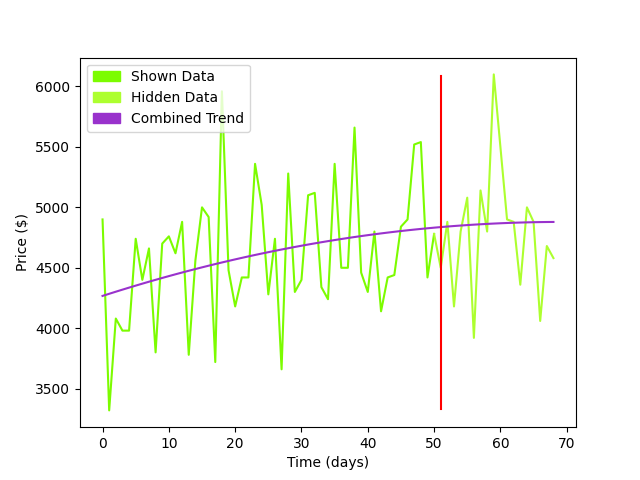 Shown Data
Hidden Data
Combined Trend
6000
5500
5000
4500
4000
3500
Price ($)
0 10 20 30 40 50 60 70
Time (days)